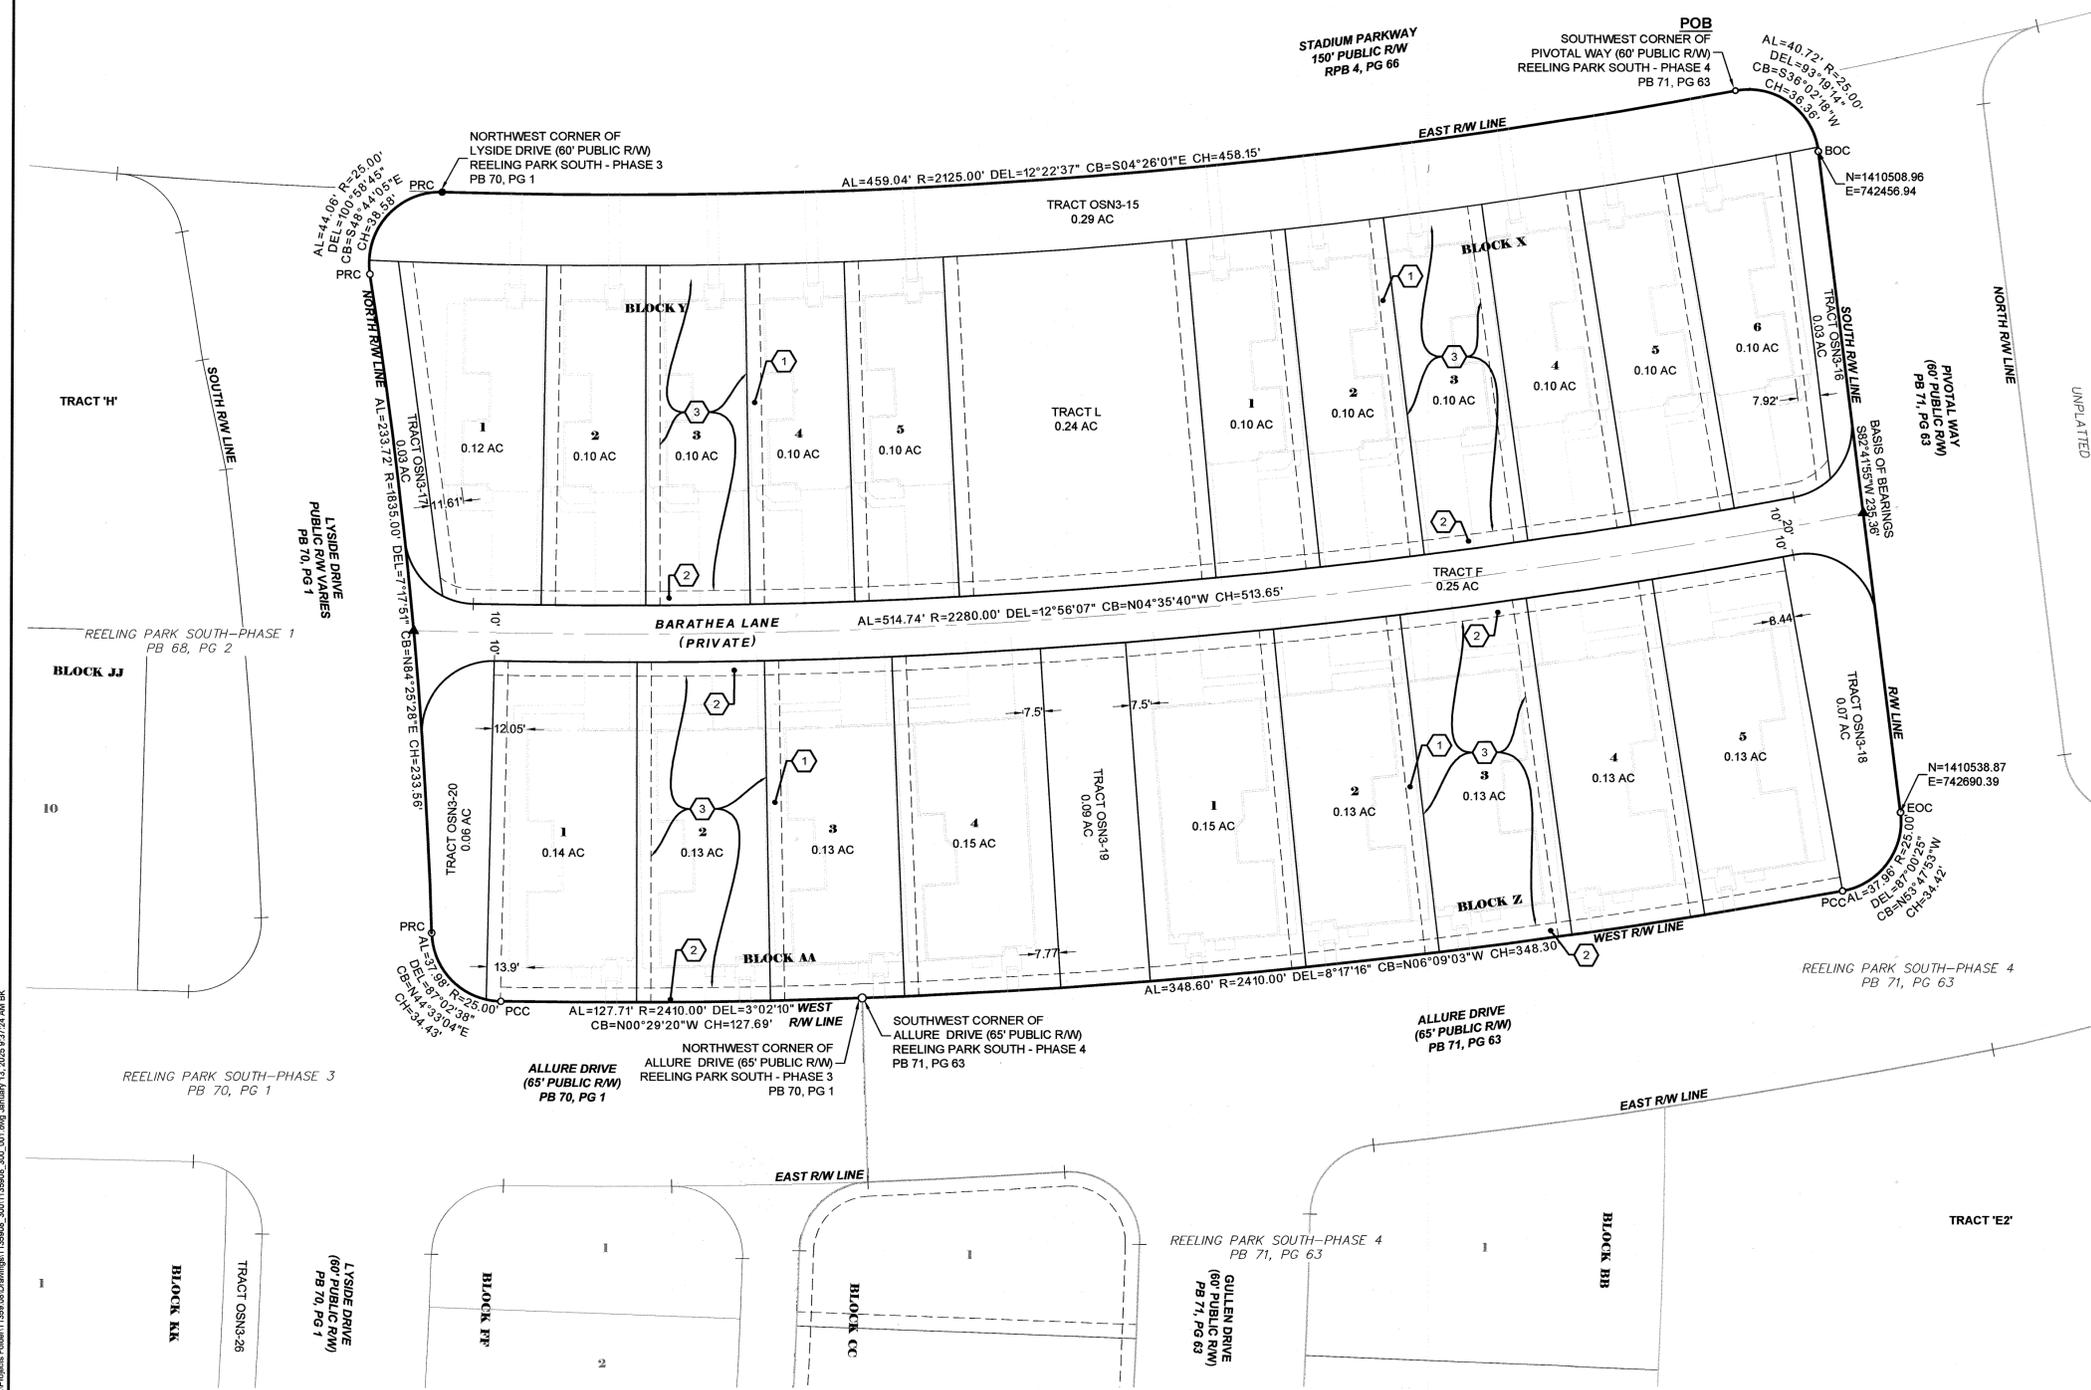 STADIUM PARKWAY
150' PUBLIC R/W
RPB 4, PG 66
POB
SOUTHWEST CORNER OF
PIVOTAL WAY (60' PUBLIC R/W)
REELING PARK SOUTH - PHASE 4
PB 71, PG 63
AL=40.72' R=25.00'
DEL=93°19'14"
CB=S36°02'18"W
CH=36.36'
BOC
N=1410508.96
E=742456.94
NORTHWEST CORNER OF
LYSIDE DRIVE (60' PUBLIC R/W)
REELING PARK SOUTH - PHASE 3
PB 70, PG 1
PRC
AL=44.06' R=25.00'
DEL=100°58'45"
CB=S48°44'05"E
CH=38.58'
PRC
EAST R/W LINE
AL=459.04' R=2125.00' DEL=12°22'37" CB=S04°26'01"E CH=458.15'
TRACT OSN3-15
0.29 AC
BLOCK Y
BLOCK X
NORTH R/W LINE
AL=233.72' R=1835.00' DEL=7°17'51" CB=N84°25'28"E CH=233.56'
TRACT OSN3-17
0.03 AC
11.61'
1
0.12 AC
2
0.10 AC
3
3
0.10 AC
1
4
0.10 AC
5
0.10 AC
2
TRACT L
0.24 AC
1
0.10 AC
2
0.10 AC
1
3
3
0.10 AC
4
0.10 AC
5
0.10 AC
6
0.10 AC
2
7.92'
TRACT OSN3-16
0.03 AC
SOUTH R/W LINE
BASIS OF BEARINGS
S82°41'55"W 235.36'
PIVOTAL WAY
(60' PUBLIC R/W)
PB 71, PG 63
NORTH R/W LINE
UNPLATTED
TRACT 'H'
SOUTH R/W LINE
LYSIDE DRIVE
PUBLIC R/W VARIES
PB 70, PG 1
REELING PARK SOUTH-PHASE 1
PB 68, PG 2
BLOCK JJ
10
10'
10'
BARATHEA LANE
(PRIVATE)
AL=514.74' R=2280.00' DEL=12°56'07" CB=N04°35'40"W CH=513.65'
TRACT F
0.25 AC
10'
20'
10'
8.44'
12.05'
TRACT OSN3-20
0.06 AC
13.9'
1
0.14 AC
2
3
2
0.13 AC
2
1
3
0.13 AC
4
0.15 AC
7.5'
7.5'
7.77'
TRACT OSN3-19
0.09 AC
BLOCK AA
1
0.15 AC
2
0.13 AC
2
1
3
3
0.13 AC
4
0.13 AC
5
0.13 AC
BLOCK Z
2
TRACT OSN3-18
0.07 AC
R/W LINE
N=1410538.87
E=742690.39
EOC
PCC
AL=37.96' R=25.00'
DEL=87°00'25"
CB=N53°47'53"W
CH=34.42'
WEST R/W LINE
AL=348.60' R=2410.00' DEL=8°17'16" CB=N06°09'03"W CH=348.30'
PRC
AL=37.98' R=25.00'
DEL=87°02'38"
CB=N44°33'04"E
CH=34.43'
PCC
AL=127.71' R=2410.00' DEL=3°02'10"
CB=N00°29'20"W CH=127.69'
WEST
R/W LINE
SOUTHWEST CORNER OF
ALLURE DRIVE (65' PUBLIC R/W)
REELING PARK SOUTH - PHASE 4
PB 71, PG 63
NORTHWEST CORNER OF
ALLURE DRIVE (65' PUBLIC R/W)
REELING PARK SOUTH - PHASE 3
PB 70, PG 1
ALLURE DRIVE
(65' PUBLIC R/W)
PB 70, PG 1
ALLURE DRIVE
(65' PUBLIC R/W)
PB 71, PG 63
REELING PARK SOUTH-PHASE 4
PB 71, PG 63
REELING PARK SOUTH-PHASE 3
PB 70, PG 1
EAST R/W LINE
EAST R/W LINE
1
BLOCK KK
TRACT OSN3-26
LYSIDE DRIVE
(60' PUBLIC R/W)
PB 70, PG 1
BLOCK FF
1
2
BLOCK CC
1
REELING PARK SOUTH-PHASE 4
PB 71, PG 63
GULLEN DRIVE
(60' PUBLIC R/W)
PB 71, PG 63
1
BLOCK BB
TRACT 'E2'